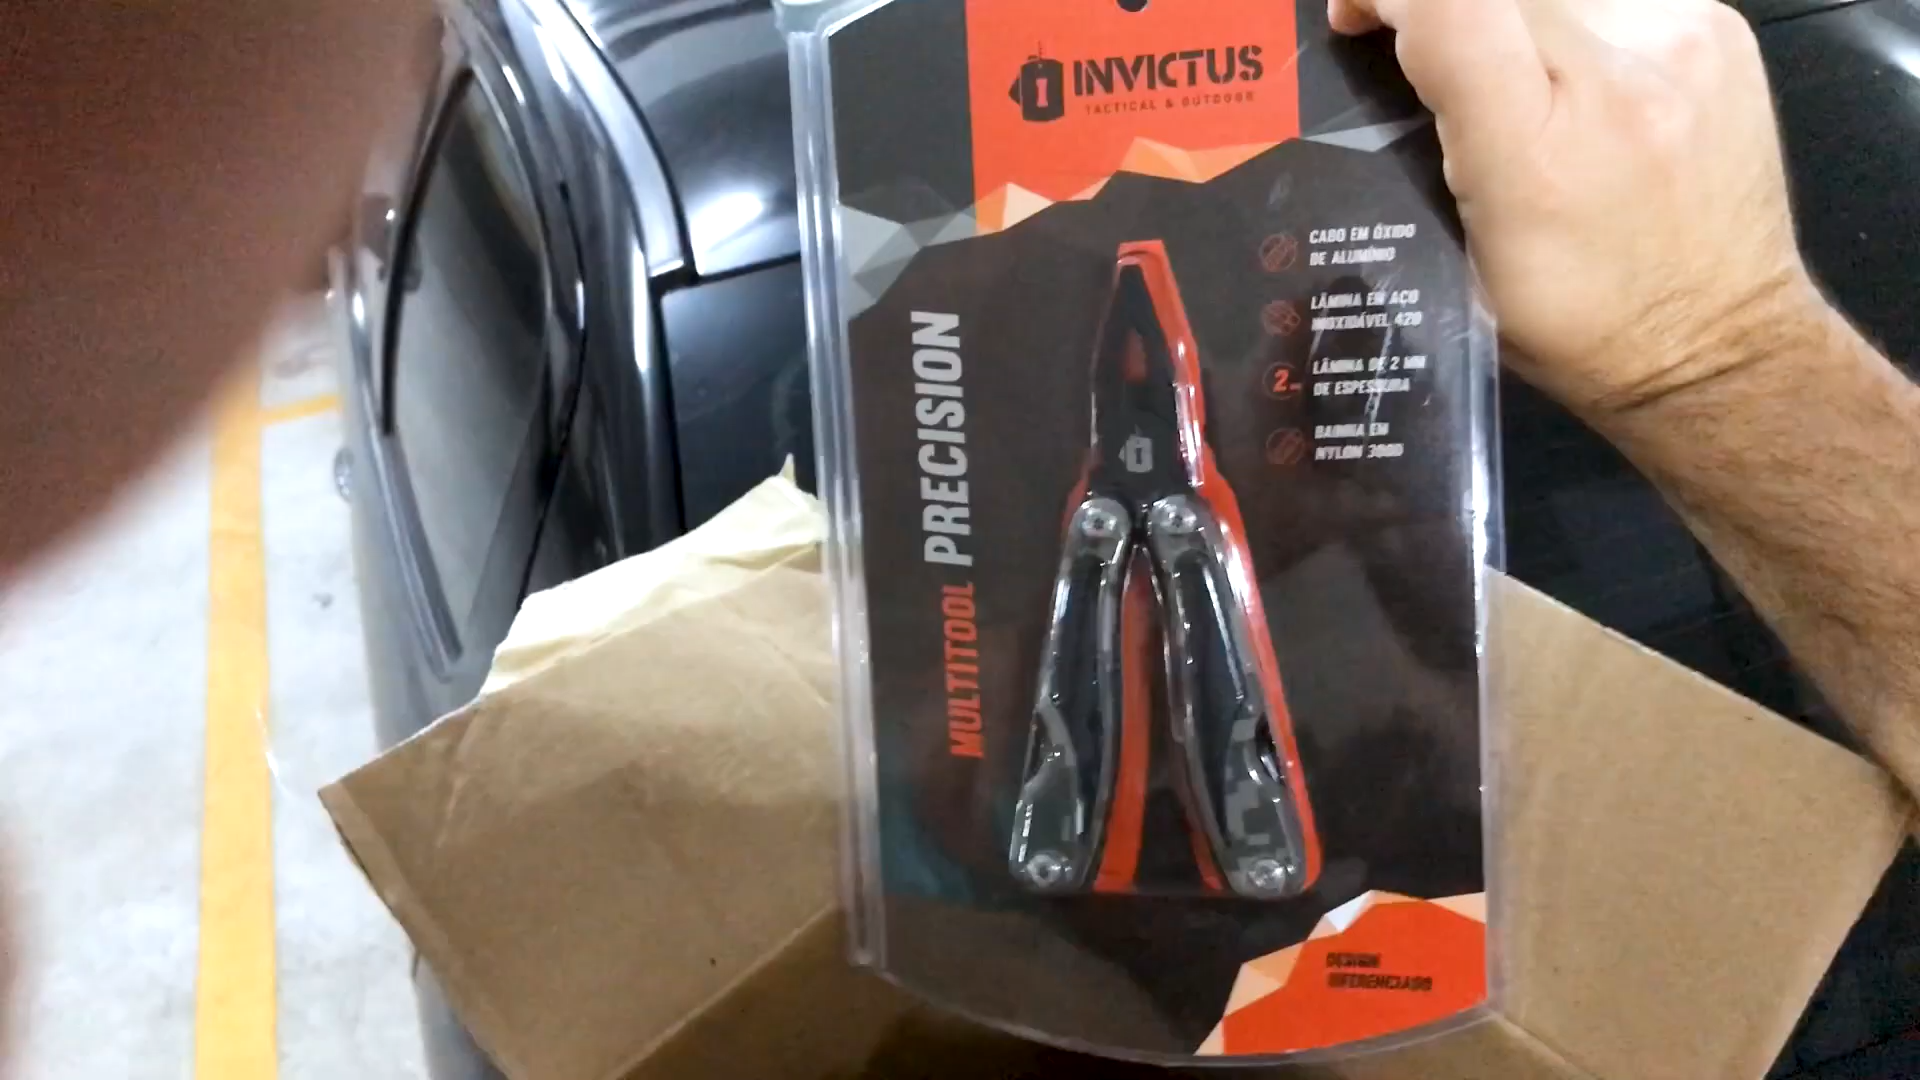 INVICTUS
TACTICAL & OUTDOOR
MULTITOOL PRECISION
CABO EM ÓXIDO
DE ALUMÍNIO
LÂMINA EM AÇO
INOXIDÁVEL 420
2
LÂMINA DE 2 MM
DE ESPESSURA
BAINHA EM
NYLON 300D
DESIGN
DIFERENCIADO